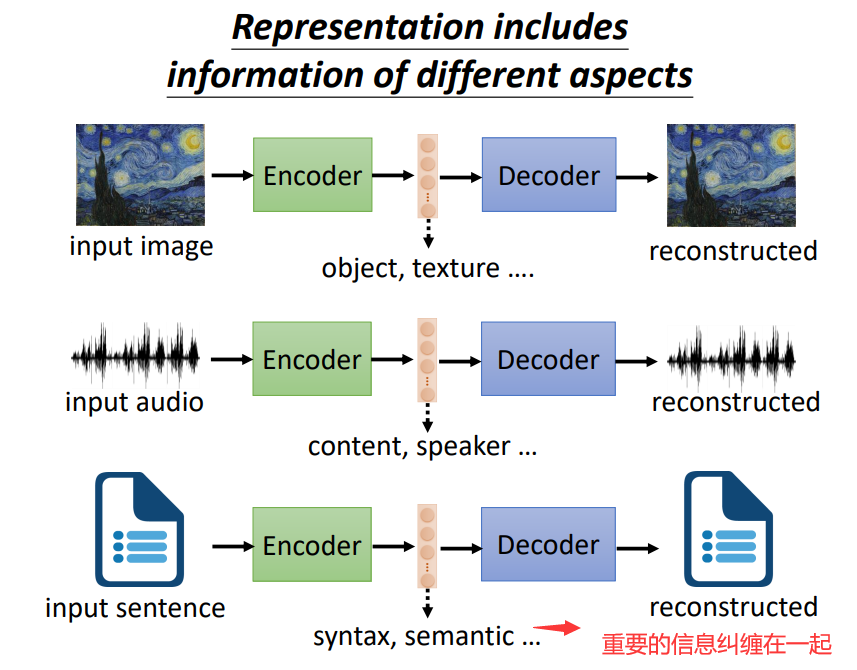 Representation includes
information of different aspects
Encoder
Decoder
input image
reconstructed
object, texture ....
Encoder
Decoder
input audio
reconstructed
content, speaker ...
Encoder
Decoder
input sentence
reconstructed
syntax, semantic ...
重要的信息纠缠在一起